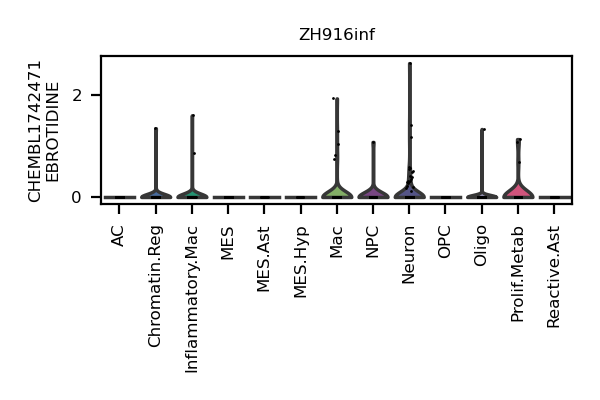 ZH916inf
CHEMBL1742471
EBROTIDINE
2
0
AC
Chromatin.Reg
Inflammatory.Mac
MES
MES.Ast
MES.Hyp
Mac
NPC
Neuron
OPC
Oligo
Prolif.Metab
Reactive.Ast